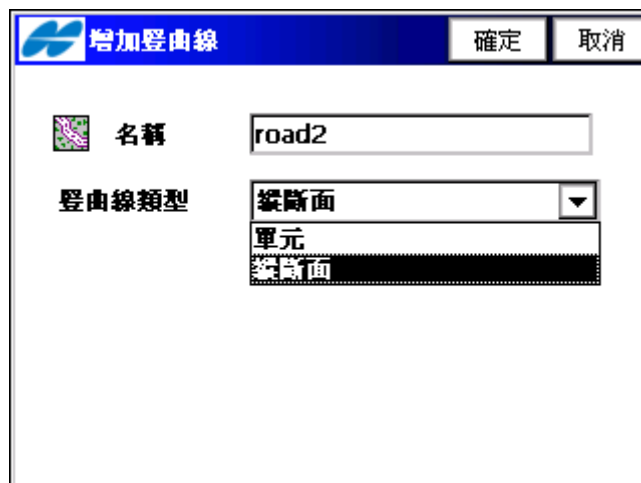 增加豎曲線 確定 取消
名稱 road2
豎曲線類型 縱斷面
單元
縱斷面